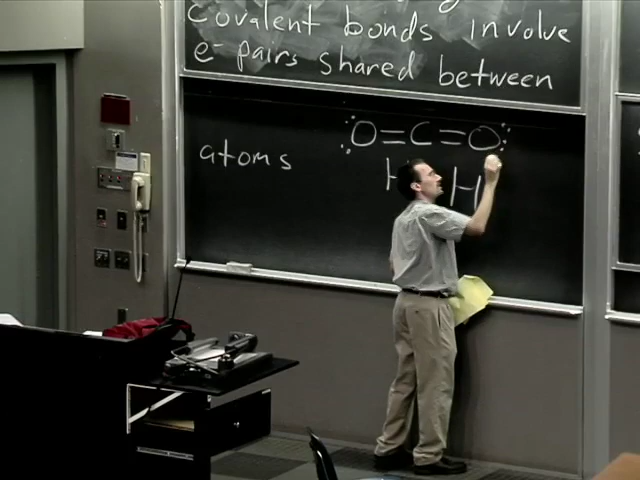 Covalent bonds involve
e- pairs shared between
atoms
:O=C=O:
H H